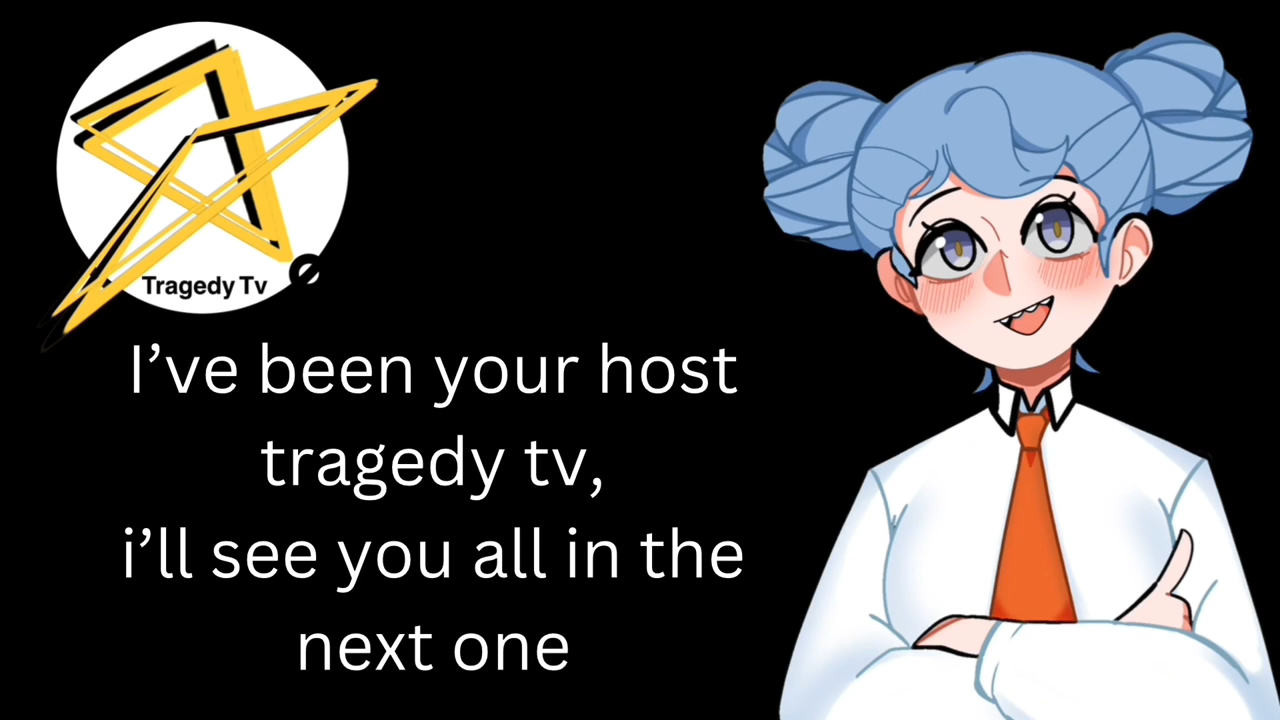 Tragedy Tv
I’ve been your host
tragedy tv,
i’ll see you all in the
next one